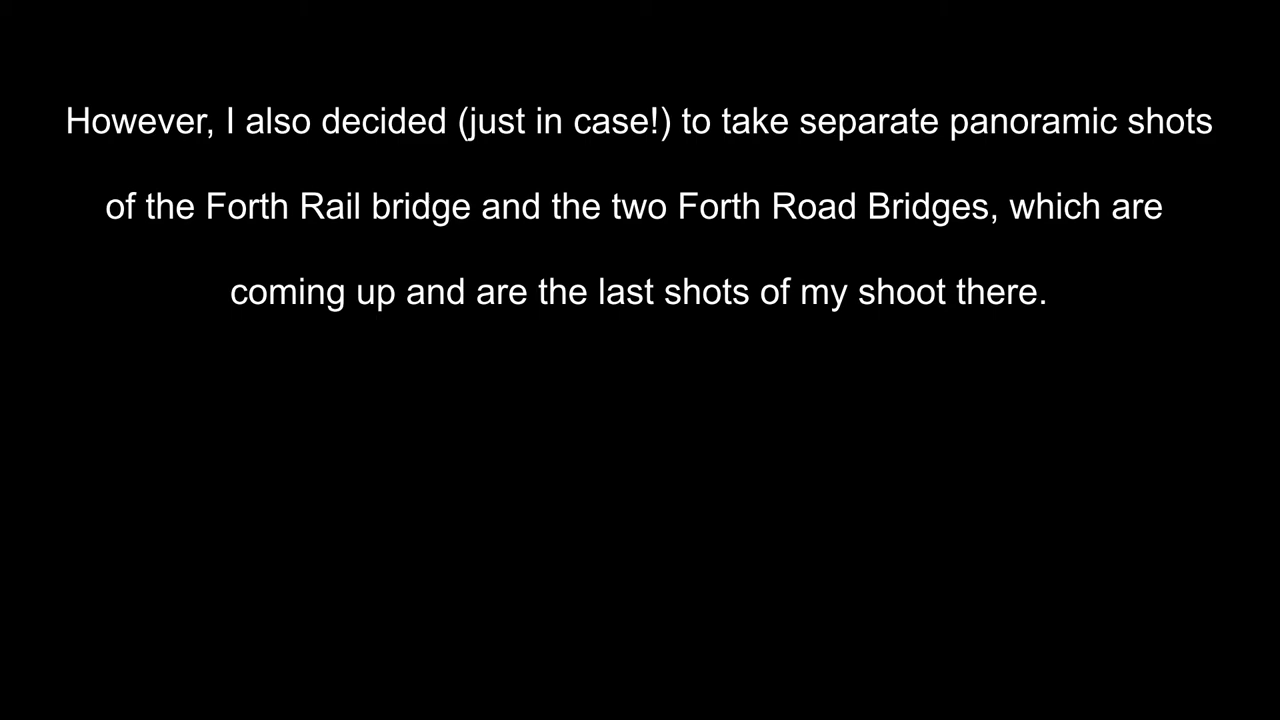 However, I also decided (just in case!) to take separate panoramic shots
of the Forth Rail bridge and the two Forth Road Bridges, which are
coming up and are the last shots of my shoot there.